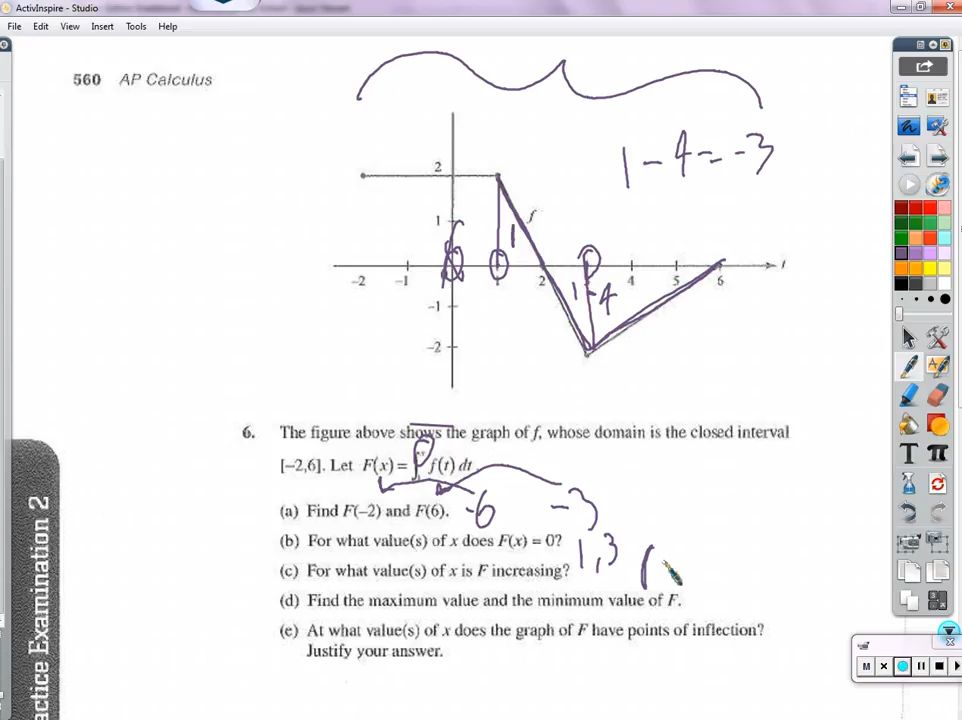 ActivInspire - Studio
File Edit View Insert Tools Help
560 AP Calculus
1 - 4 = -3
2
1
f
1
-2 -1 2 4 5 6 t
1 - 4
-1
-2
6. The figure above shows the graph of f, whose domain is the closed interval
[−2,6]. Let F(x) = ∫ f(t) dt
(a) Find F(−2) and F(6). -6 -3
(b) For what value(s) of x does F(x) = 0? 1,3
(c) For what value(s) of x is F increasing? (
(d) Find the maximum value and the minimum value of F.
(e) At what value(s) of x does the graph of F have points of inflection?
Justify your answer.
actice Examination 2
T π
M